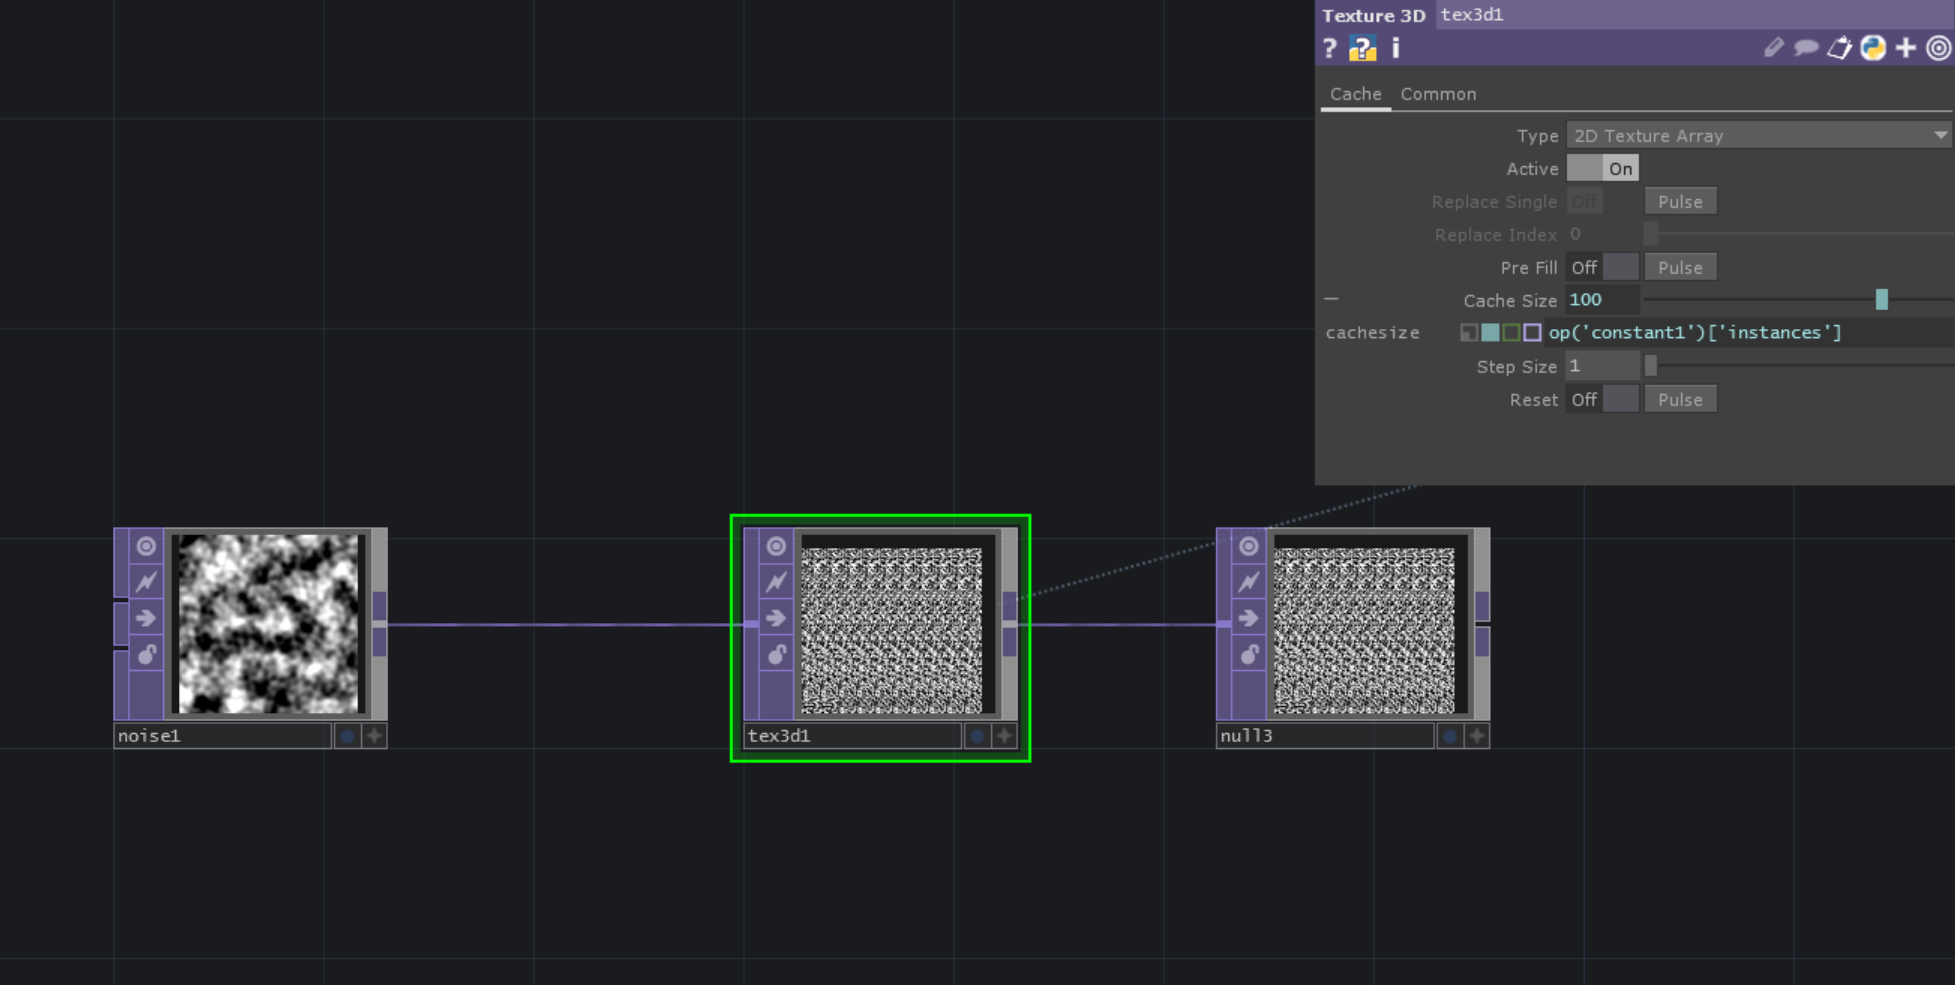 Texture 3D tex3d1
? ? i
Cache Common
Type 2D Texture Array
Active On
Replace Single Off Pulse
Replace Index 0
Pre Fill Off Pulse
Cache Size 100
cachesize op('constant1')['instances']
Step Size 1
Reset Off Pulse
noise1
tex3d1
null3